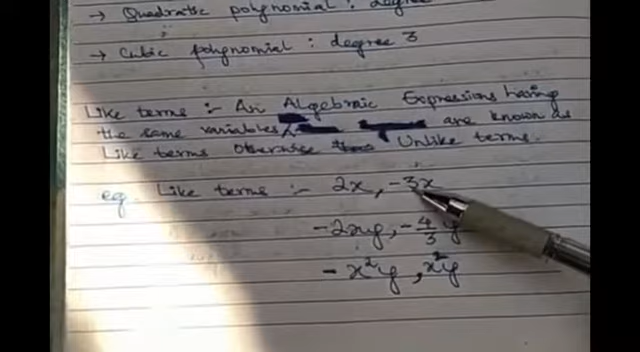 → Quadratic polynomial : degree
→ Cubic polynomial : degree 3
Like terms :- An Algebraic Expressions having
the same variables are known as
Like terms otherwise Unlike terms.
eg. Like terms :- 2x, -3x
-2xy, -4/3 y
-x²y, x²y